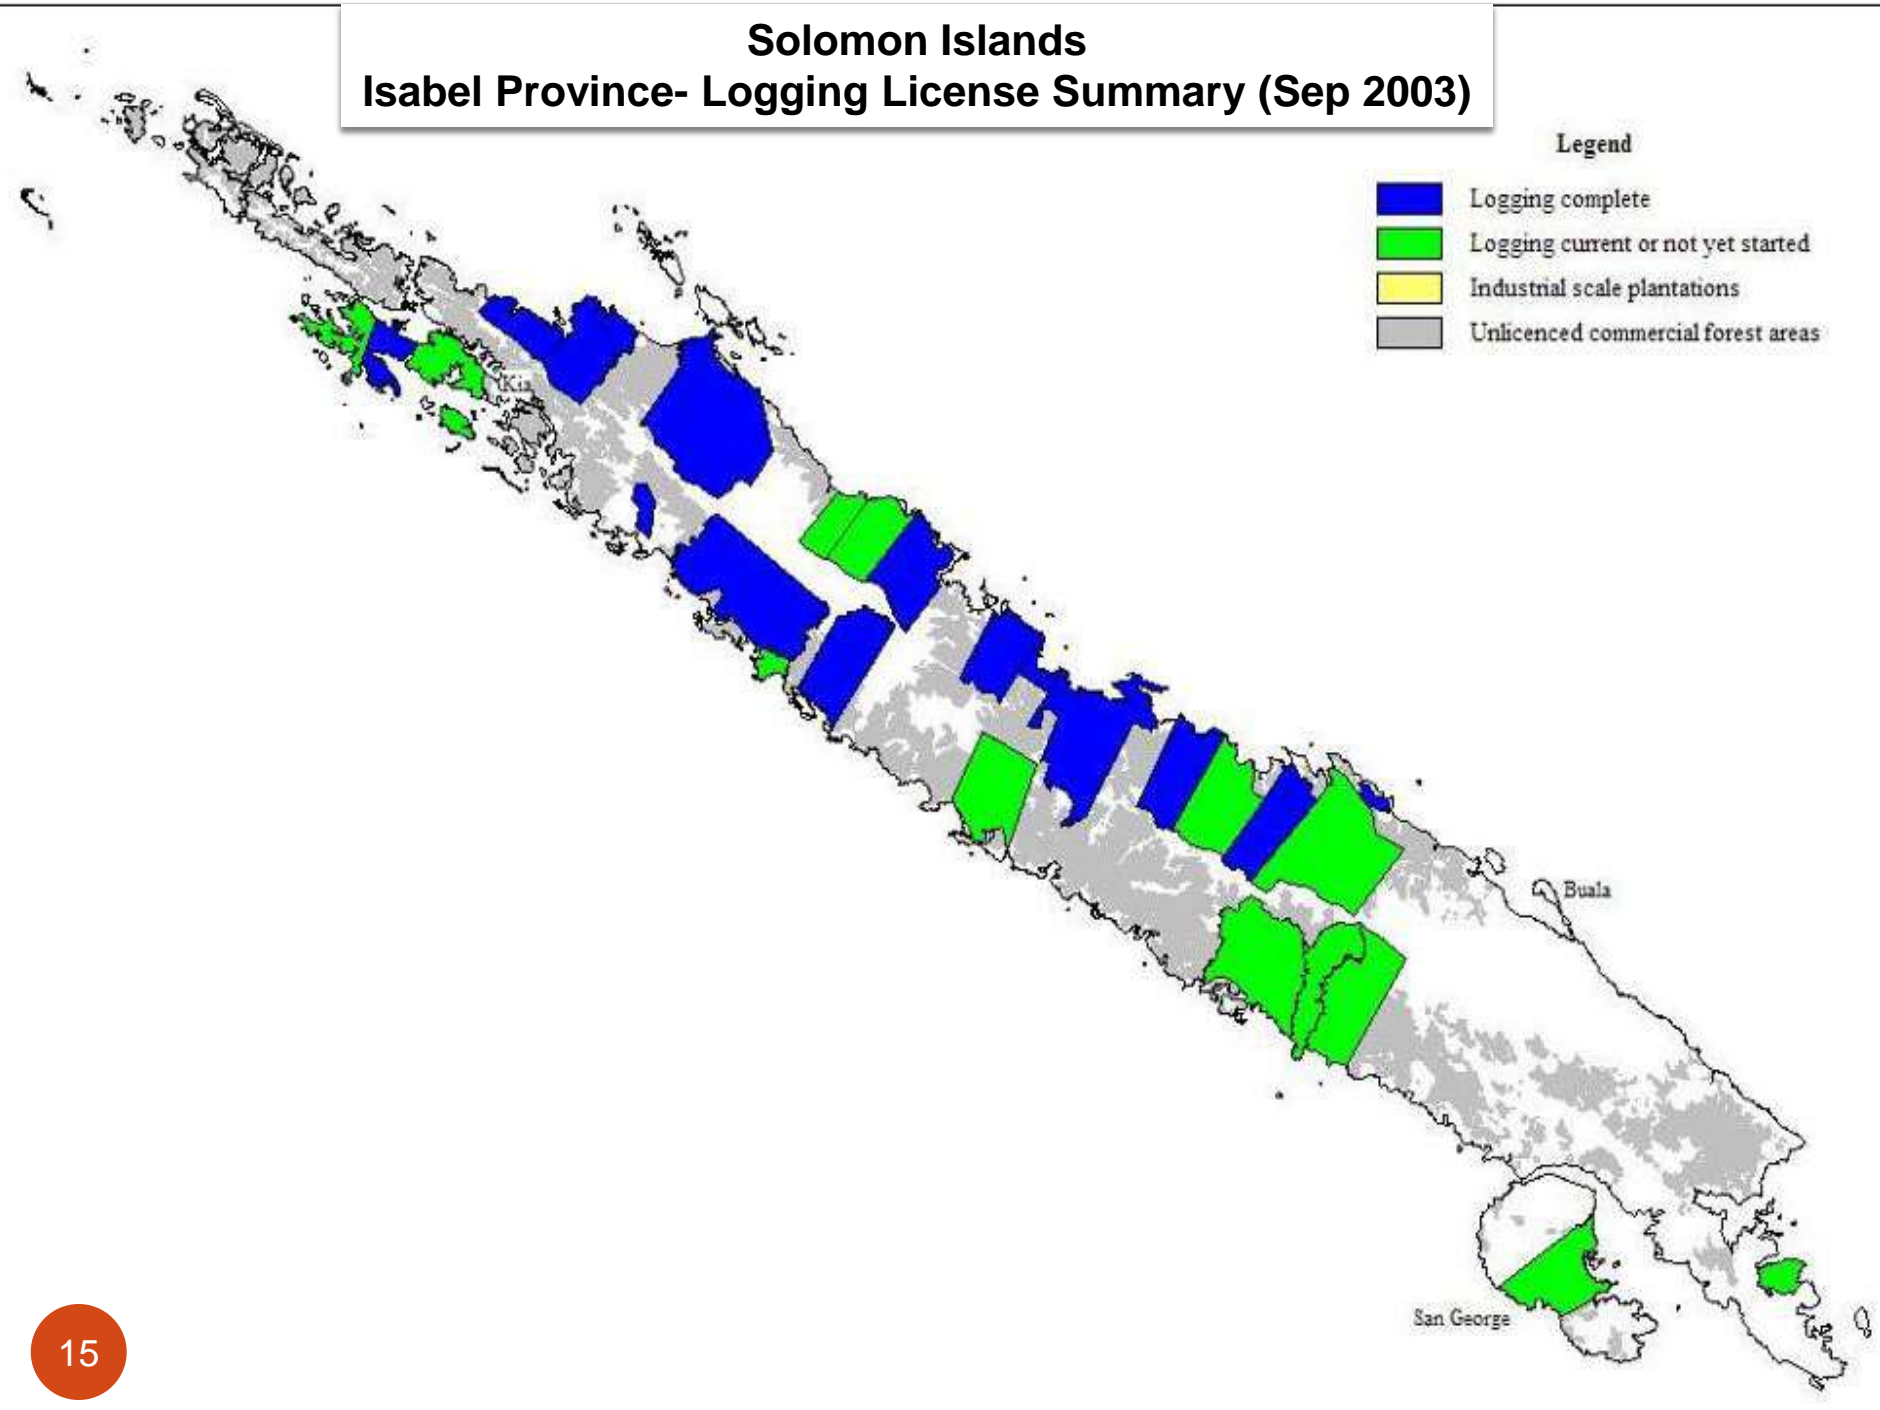 Solomon Islands
Isabel Province- Logging License Summary (Sep 2003)
Legend
Logging complete
Logging current or not yet started
Industrial scale plantations
Unlicenced commercial forest areas
Kia
Buala
San George
15